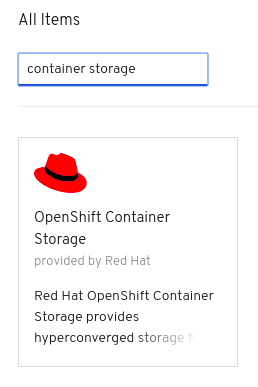 All Items
container storage
OpenShift Container
Storage
provided by Red Hat
Red Hat OpenShift Container
Storage provides
hyperconverged storage fo